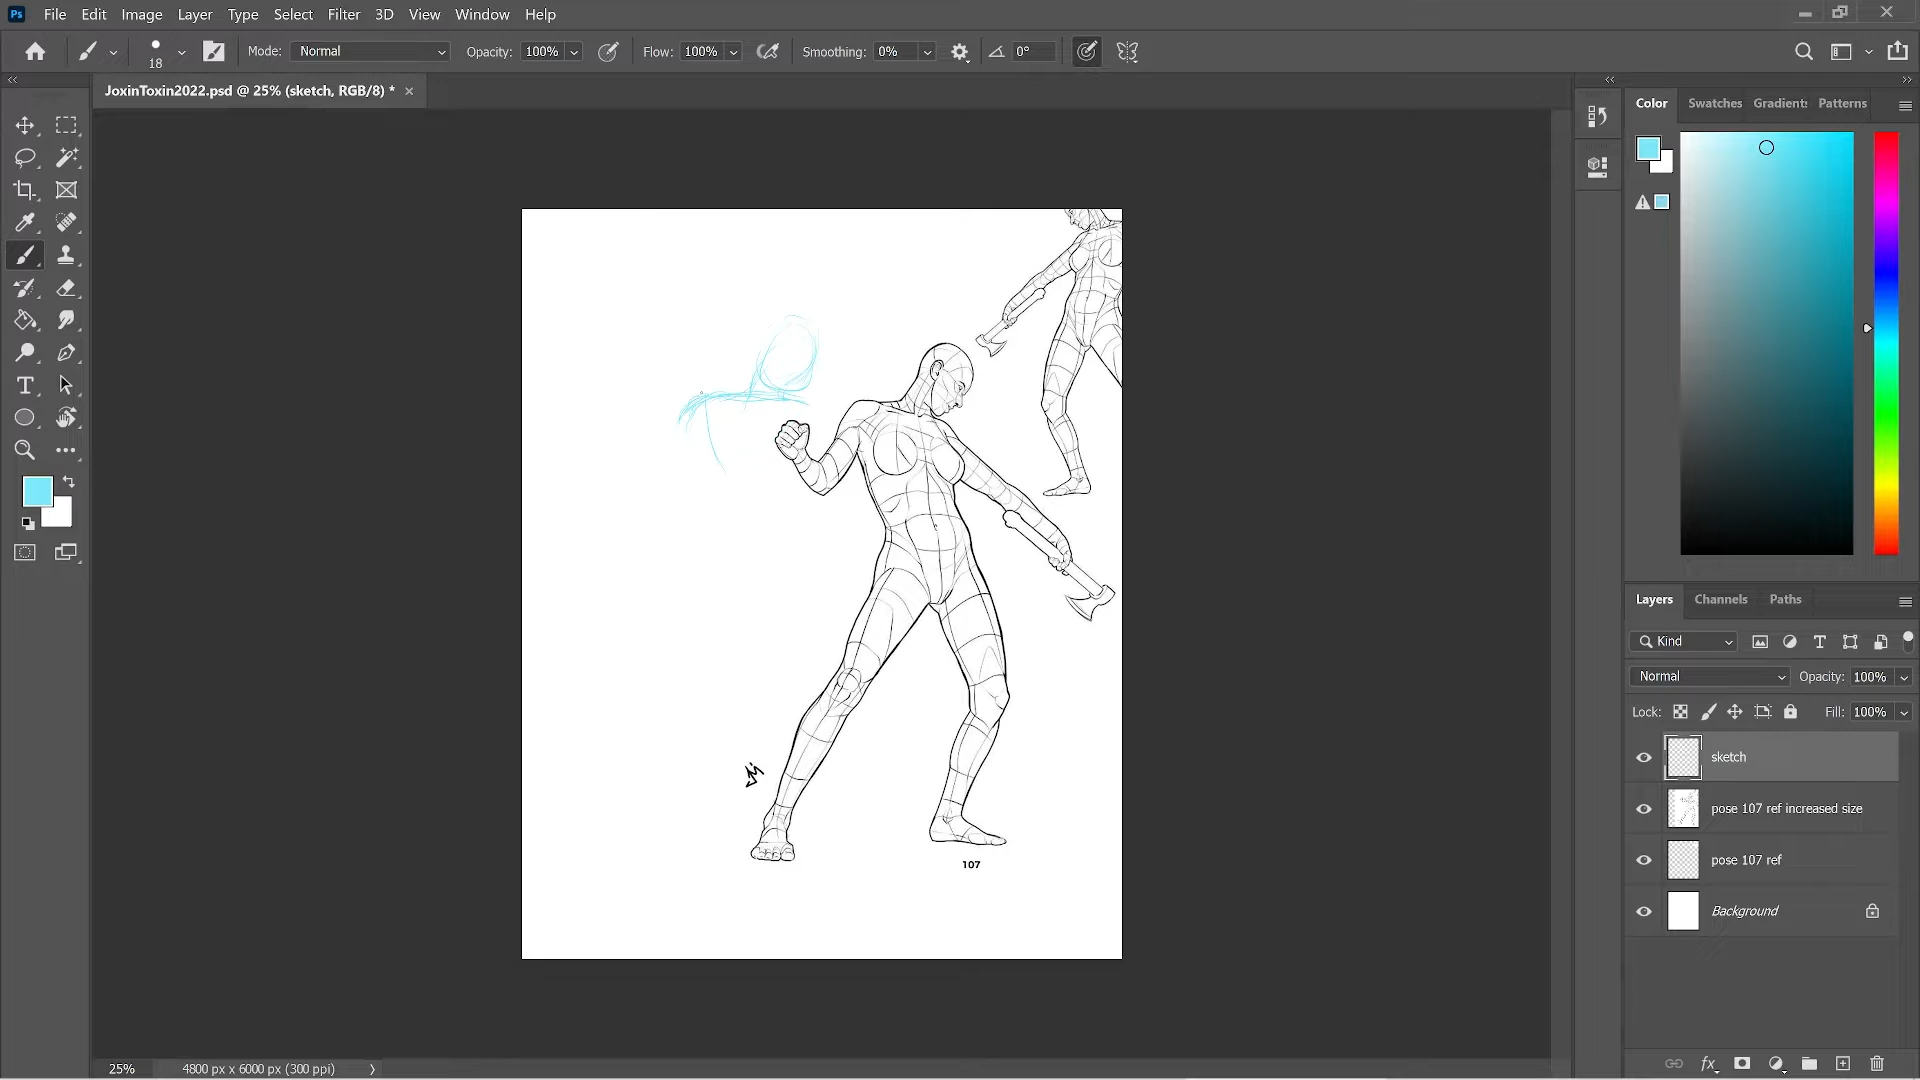 Ps File Edit Image Layer Type Select Filter 3D View Window Help
18 Mode: Normal Opacity: 100% Flow: 100% Smoothing: 0% 0°
JoxinToxin2022.psd @ 25% (sketch, RGB/8) *
Color Swatches Gradient: Patterns
107
Layers Channels Paths
Kind
Normal Opacity: 100%
Lock: Fill: 100%
sketch
pose 107 ref increased size
pose 107 ref
Background
fx
25% 4800 px x 6000 px (300 ppi)